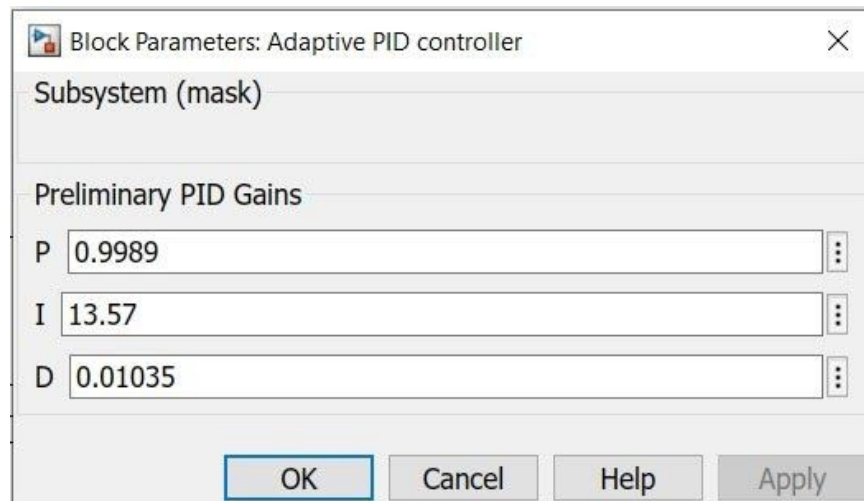 Block Parameters: Adaptive PID controller
Subsystem (mask)
Preliminary PID Gains
P 0.9989
I 13.57
D 0.01035
OK Cancel Help Apply